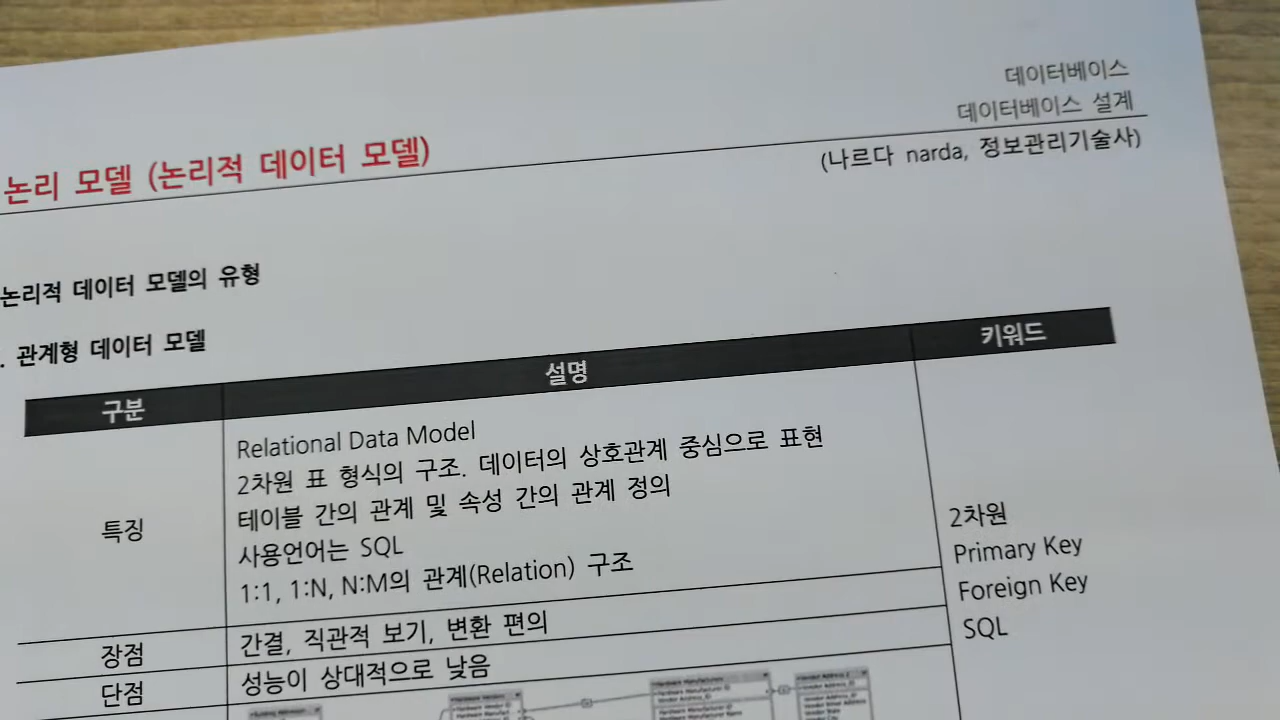 데이터베이스
데이터베이스 설계
논리 모델 (논리적 데이터 모델)
(나르다 narda, 정보관리기술사)
논리적 데이터 모델의 유형
. 관계형 데이터 모델
구분 설명 키워드
특징
Relational Data Model
2차원 표 형식의 구조. 데이터의 상호관계 중심으로 표현
테이블 간의 관계 및 속성 간의 관계 정의
사용언어는 SQL
1:1, 1:N, N:M의 관계(Relation) 구조
2차원
Primary Key
Foreign Key
SQL
장점 간결, 직관적 보기, 변환 편의
단점 성능이 상대적으로 낮음